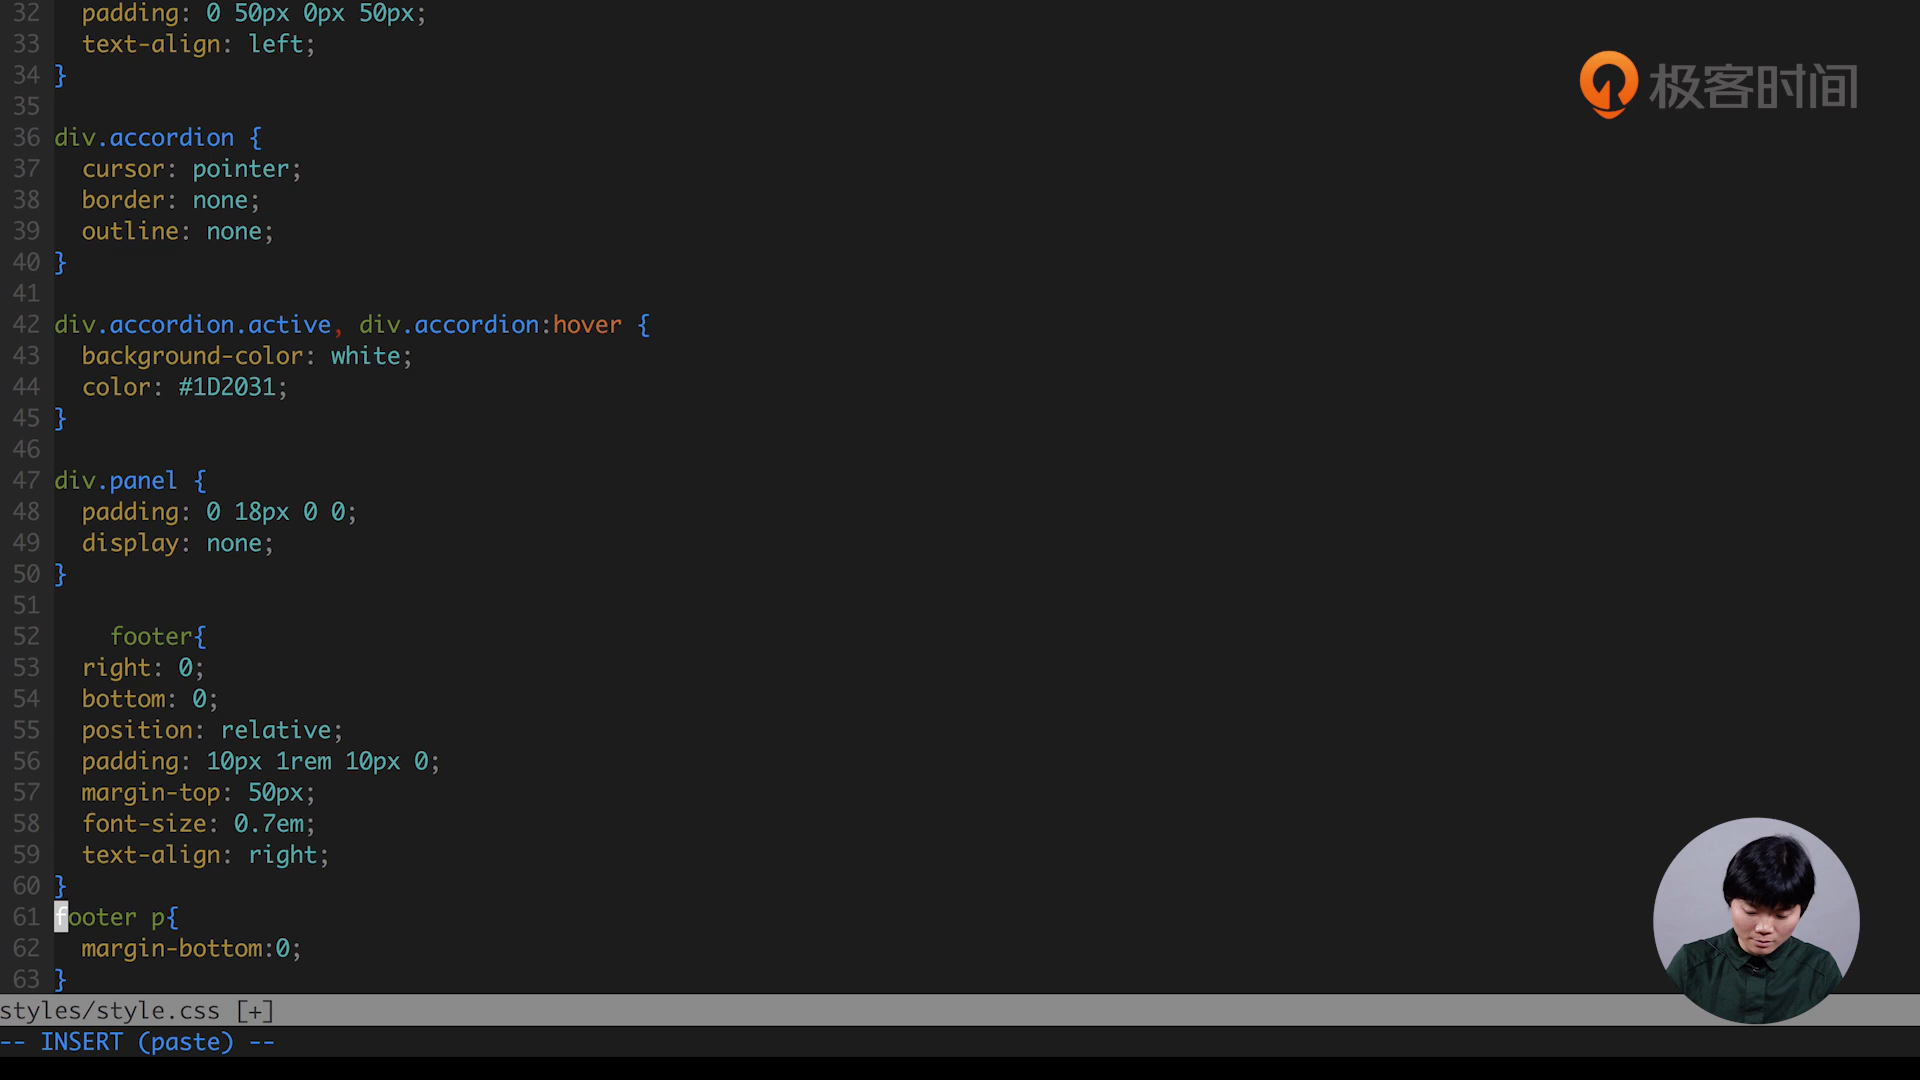 32   padding: 0 50px 0px 50px;
33   text-align: left;
34 }
35
36 div.accordion {
37   cursor: pointer;
38   border: none;
39   outline: none;
40 }
41
42 div.accordion.active, div.accordion:hover {
43   background-color: white;
44   color: #1D2031;
45 }
46
47 div.panel {
48   padding: 0 18px 0 0;
49   display: none;
50 }
51
52     footer{
53   right: 0;
54   bottom: 0;
55   position: relative;
56   padding: 10px 1rem 10px 0;
57   margin-top: 50px;
58   font-size: 0.7em;
59   text-align: right;
60 }
61 footer p{
62   margin-bottom:0;
63 }
styles/style.css [+]
-- INSERT (paste) --
极客时间